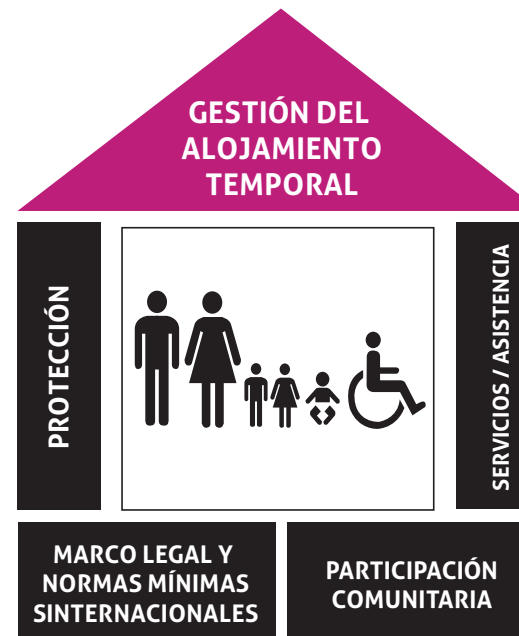 GESTIÓN DEL
ALOJAMIENTO
TEMPORAL
PROTECCIÓN
SERVICIOS / ASISTENCIA
MARCO LEGAL Y
NORMAS MÍNIMAS
SINTERNACIONALES
PARTICIPACIÓN
COMUNITARIA